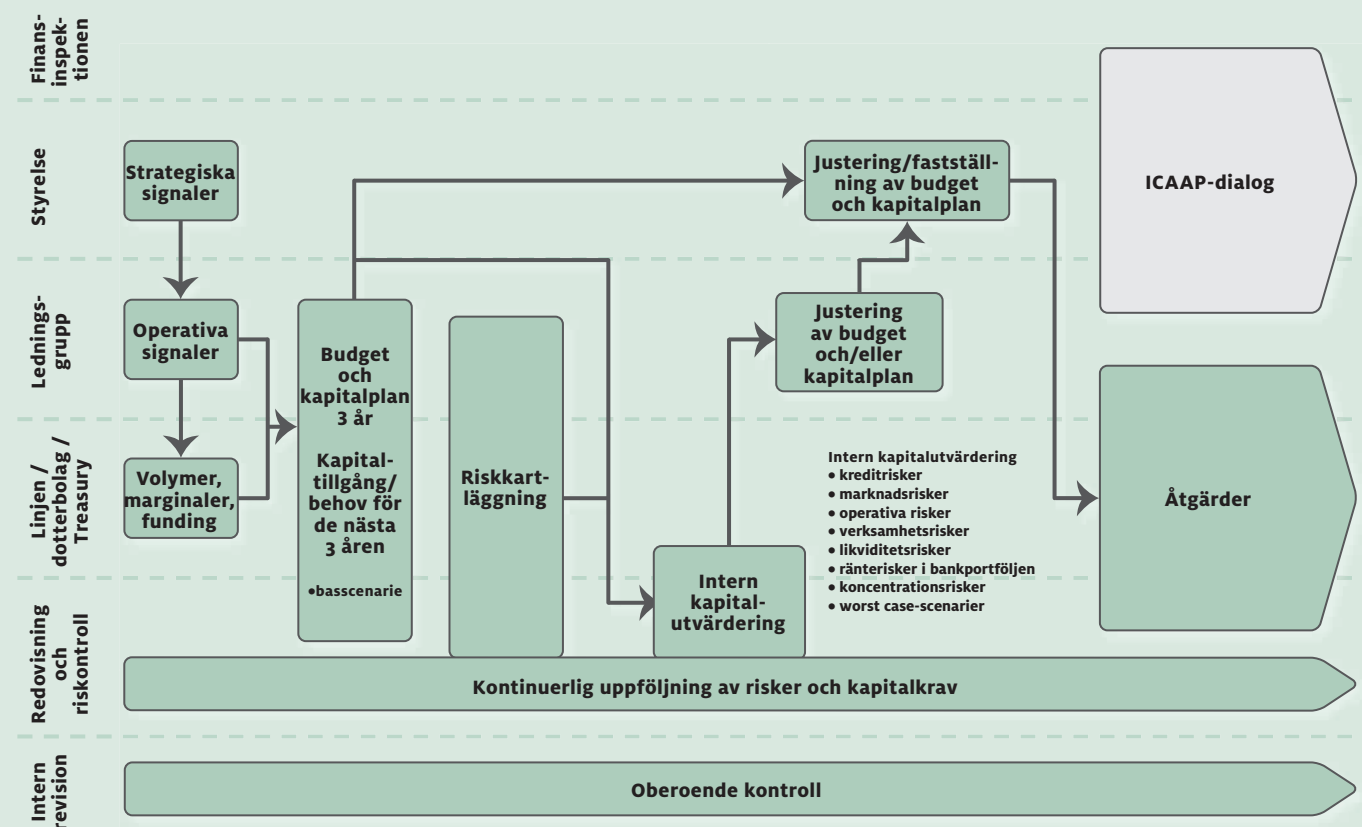 Finans-
inspek-
tionen
Styrelse
Strategiska
signaler
Justering/fastställ-
ning av budget
och kapitalplan
ICAAP-dialog
Lednings-
grupp
Operativa
signaler
Budget
och
kapitalplan
3 år
Kapital-
tillgång/
behov för
de nästa
3 åren
•basscenarie
Justering
av budget
och/eller
kapitalplan
Linjen /
dotterbolag /
Treasury
Volymer,
marginaler,
funding
Riskkart-
läggning
Intern kapitalutvärdering
• kreditrisker
• marknadsrisker
• operativa risker
• verksamhetsrisker
• likviditetsrisker
• ränterisker i bankportföljen
• koncentrationsrisker
• worst case-scenarier
Åtgärder
Redovisning
och
riskontroll
Intern
kapital-
utvärdering
Kontinuerlig uppföljning av risker och kapitalkrav
Intern
revision
Oberoende kontroll